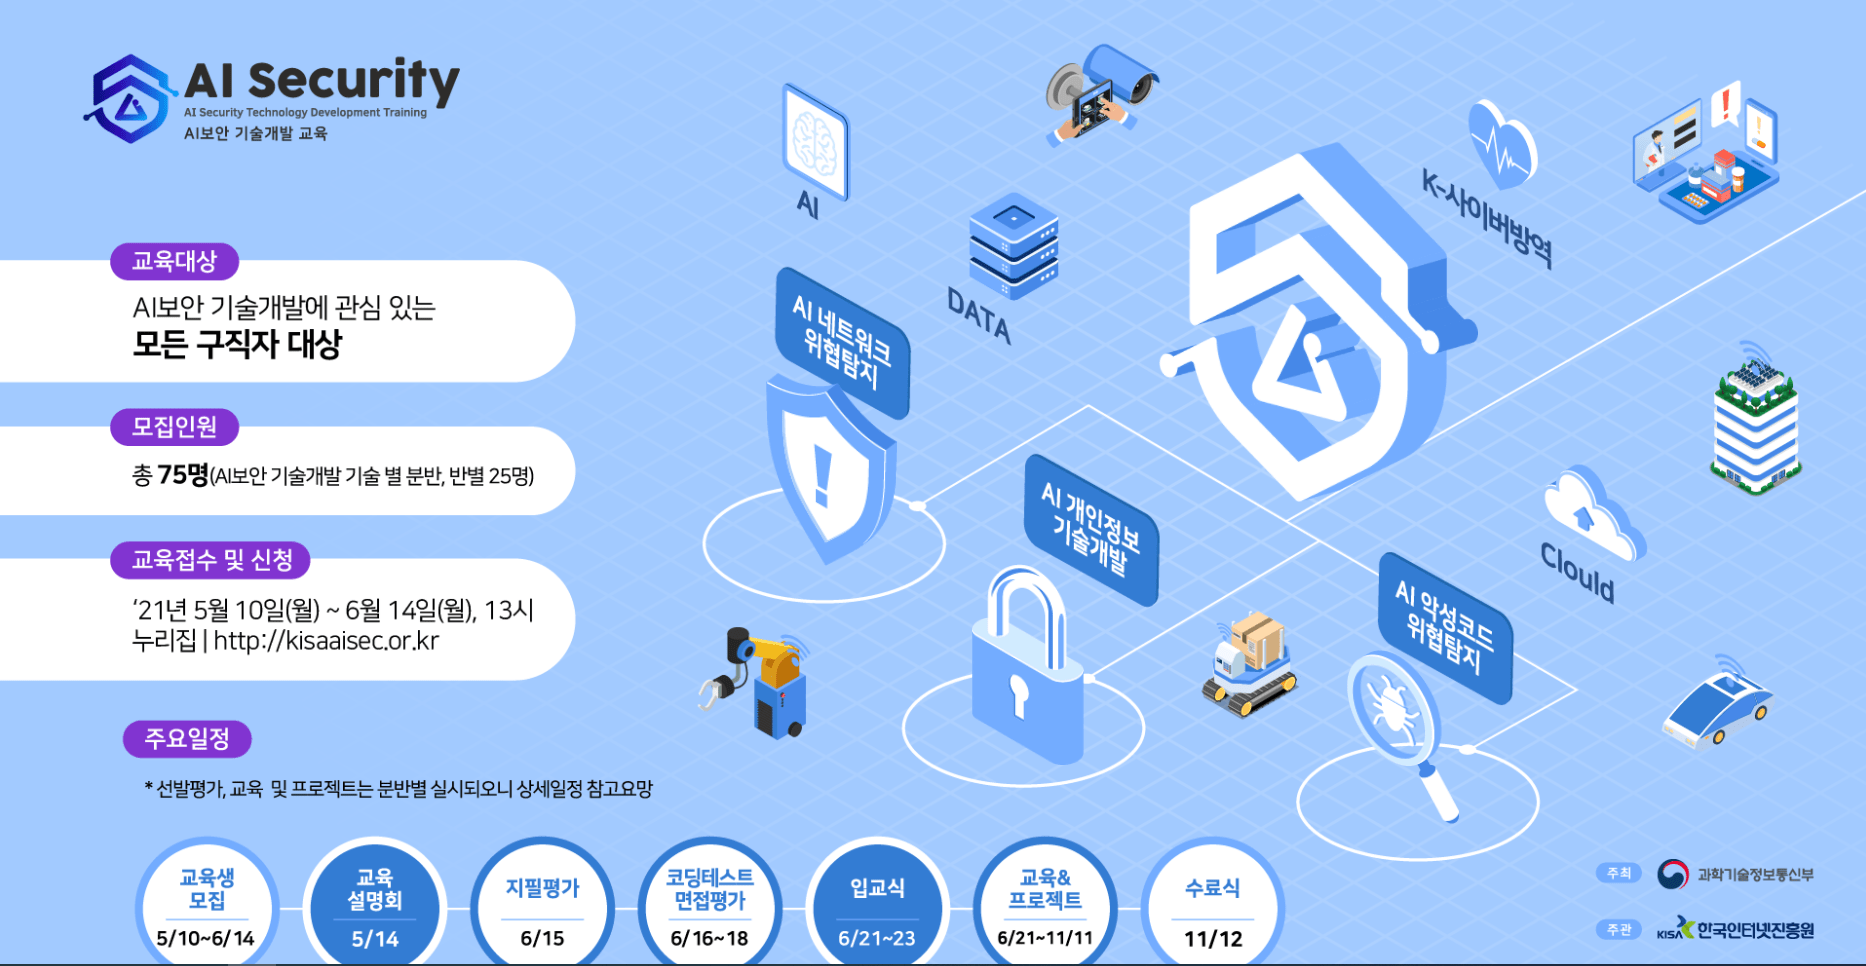 AI Security
AI Security Technology Development Training
AI보안 기술개발 교육
교육대상
AI보안 기술개발에 관심 있는
모든 구직자 대상
모집인원
총 75명(AI보안 기술개발 기술 별 분반, 반별 25명)
교육접수 및 신청
‘21년 5월 10일(월) ~ 6월 14일(월), 13시
누리집 | http://kisaaisec.or.kr
주요일정
* 선발평가, 교육 및 프로젝트는 분반별 실시되오니 상세일정 참고요망
교육생
모집
5/10~6/14
교육
설명회
5/14
지필평가
6/15
코딩테스트
면접평가
6/16~18
입교식
6/21~23
교육&
프로젝트
6/21~11/11
수료식
11/12
AI
DATA
K-사이버방역
Clould
AI 네트워크
위협탐지
AI 개인정보
기술개발
AI 악성코드
위협탐지
주최
과학기술정보통신부
주관
KISA 한국인터넷진흥원